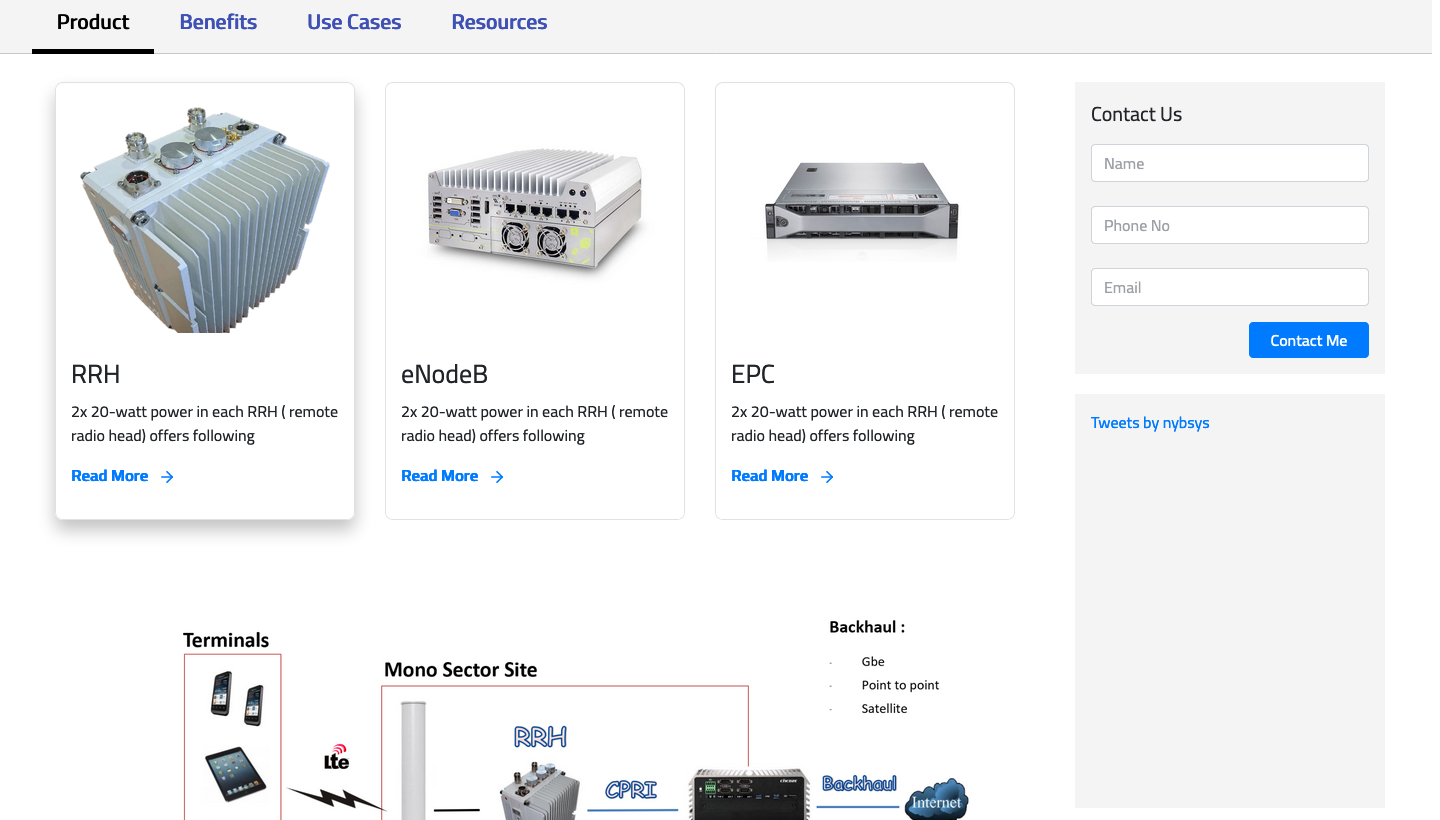 Product
Benefits
Use Cases
Resources
RRH
2x 20-watt power in each RRH ( remote
radio head) offers following
Read More
eNodeB
2x 20-watt power in each RRH ( remote
radio head) offers following
Read More
EPC
2x 20-watt power in each RRH ( remote
radio head) offers following
Read More
Contact Us
Name
Phone No
Email
Contact Me
Tweets by nybsys
Terminals
Mono Sector Site
Backhaul :
- Gbe
- Point to point
- Satellite
Lte
RRH
CPRI
Backhaul
Internet